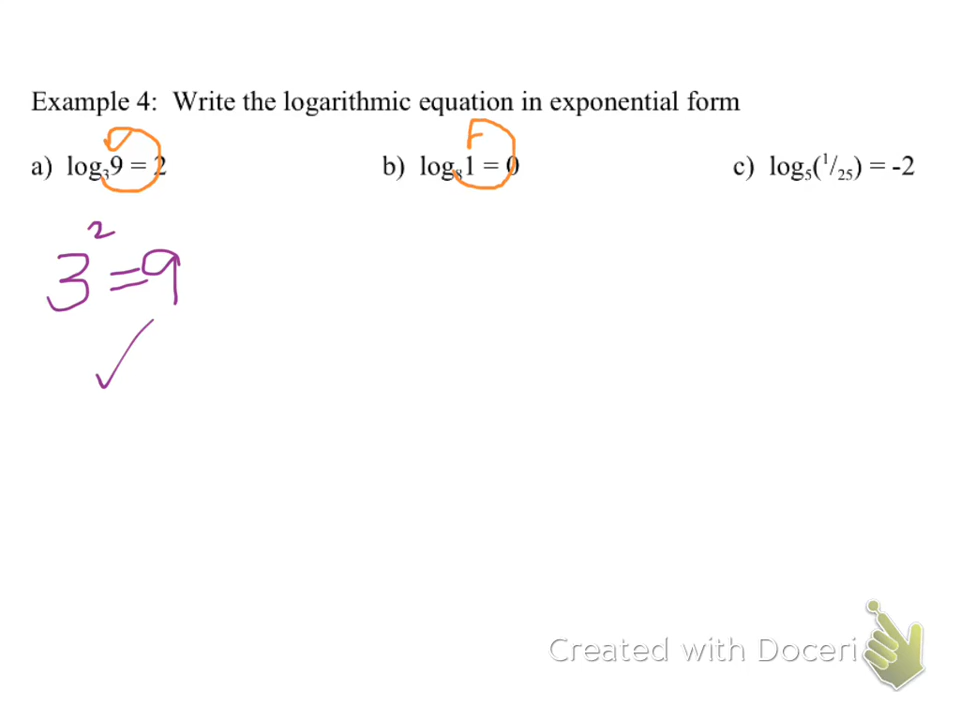 Example 4: Write the logarithmic equation in exponential form
a) log₃9 = 2 b) log₈1 = 0 c) log₅(¹/₂₅) = -2
3² = 9
Created with Doceri